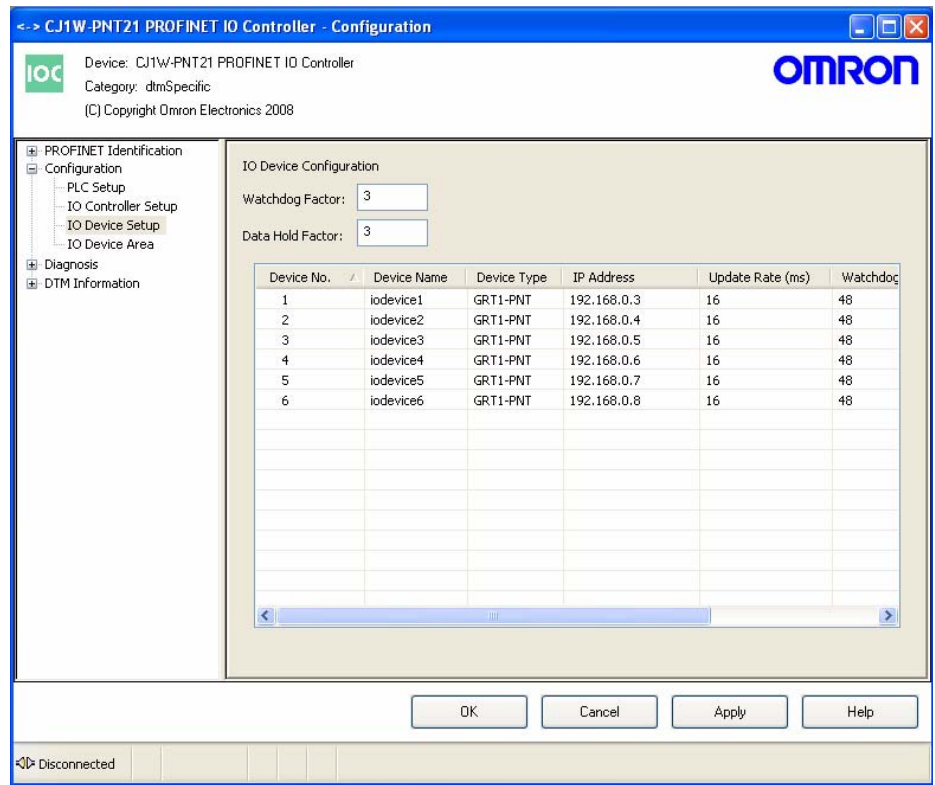 <-> CJ1W-PNT21 PROFINET IO Controller - Configuration
IOC
Device: CJ1W-PNT21 PROFINET IO Controller
Category: dtmSpecific
(C) Copyright Omron Electronics 2008
OMRON
PROFINET Identification
Configuration
PLC Setup
IO Controller Setup
IO Device Setup
IO Device Area
Diagnosis
DTM Information
IO Device Configuration
Watchdog Factor: 3
Data Hold Factor: 3
Device No. Device Name Device Type IP Address Update Rate (ms) Watchdog
1 iodevice1 GRT1-PNT 192.168.0.3 16 48
2 iodevice2 GRT1-PNT 192.168.0.4 16 48
3 iodevice3 GRT1-PNT 192.168.0.5 16 48
4 iodevice4 GRT1-PNT 192.168.0.6 16 48
5 iodevice5 GRT1-PNT 192.168.0.7 16 48
6 iodevice6 GRT1-PNT 192.168.0.8 16 48
OK Cancel Apply Help
Disconnected